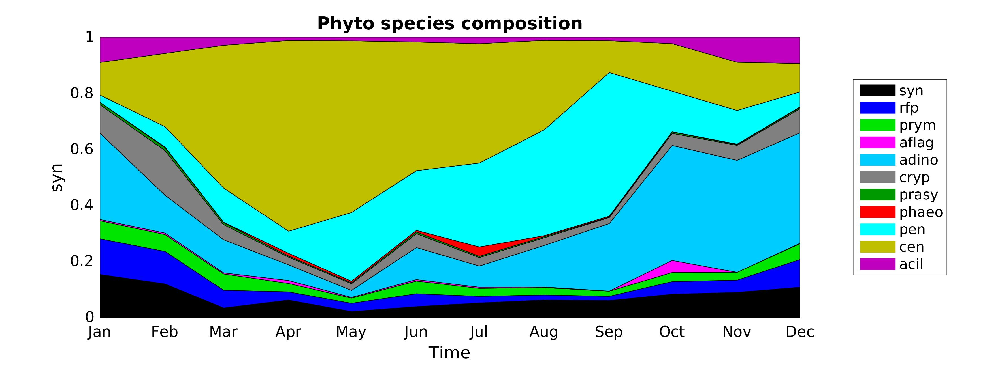 Phyto species composition
1
0.8
0.6
0.4
0.2
0
syn
Jan Feb Mar Apr May Jun Jul Aug Sep Oct Nov Dec
Time
syn
rfp
prym
aflag
adino
cryp
prasy
phaeo
pen
cen
acil